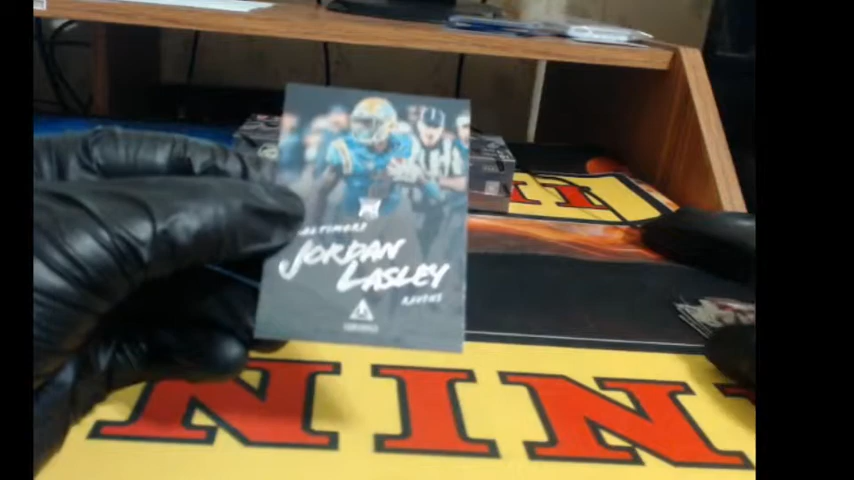 BALTIMORE
JORDAN
LASLEY
RAVENS
NIN